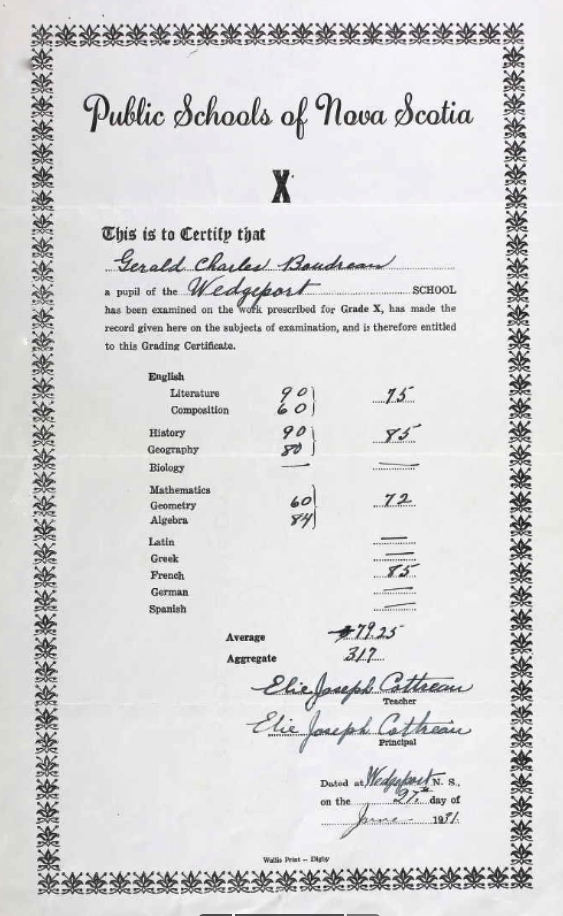 Public Schools of Nova Scotia
X
This is to Certify that
Gerald Charles Boudreau
a pupil of the Wedgeport SCHOOL
has been examined on the work prescribed for Grade X, has made the
record given here on the subjects of examination, and is therefore entitled
to this Grading Certificate.
English
Literature 90 75
Composition 60
History 90 85
Geography 80
Biology — —
Mathematics
Geometry 60 72
Algebra 84
Latin —
Greek —
French 85
German —
Spanish —
Average 79.25
Aggregate 317
Elie Joseph Cottreau
Teacher
Elie Joseph Cottreau
Principal
Dated at Wedgeport N. S.,
on the 27th day of
June 1931.
Wallis Print -- Digby